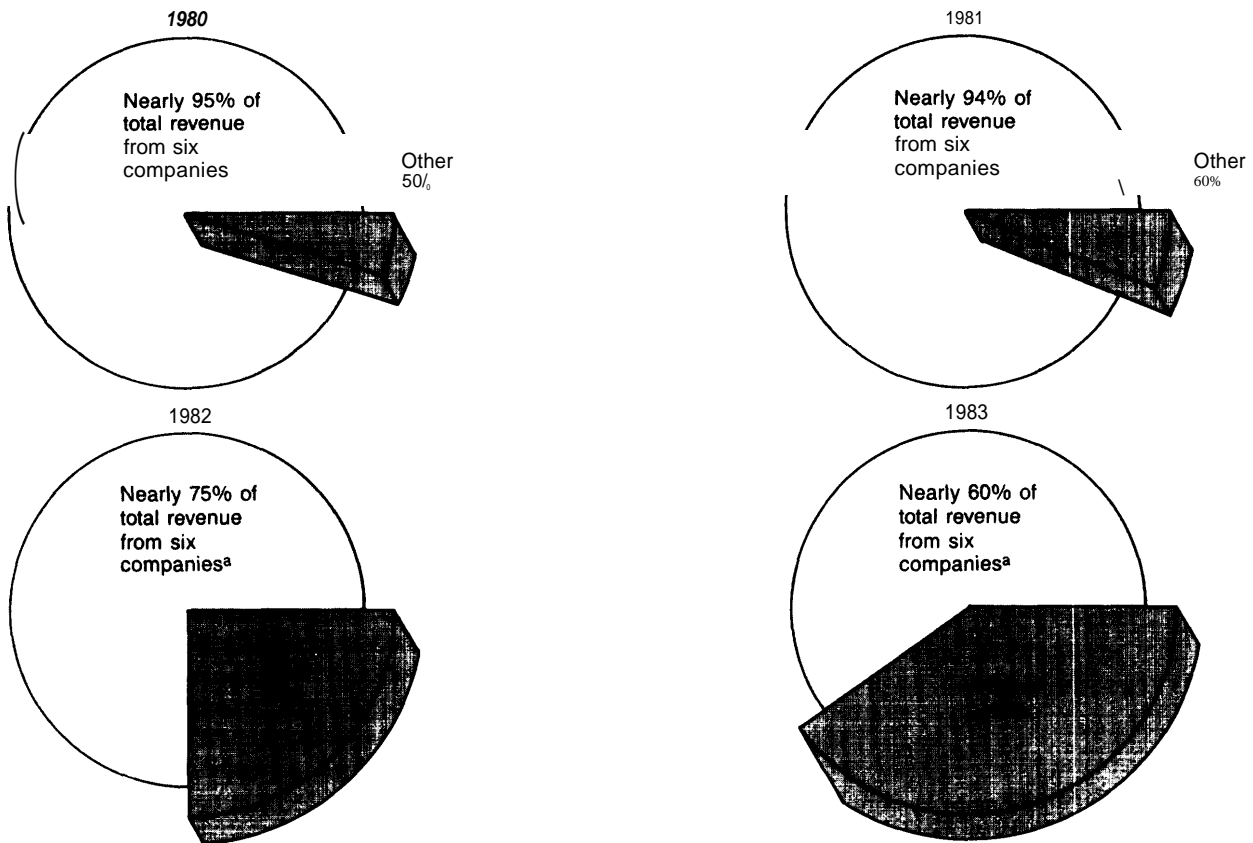 1980
Nearly 95% of
total revenue
from six
companies
Other
50/0
1981
Nearly 94% of
total revenue
from six
companies
Other
60%
1982
Nearly 75% of
total revenue
from six
companiesª
1983
Nearly 60% of
total revenue
from six
companiesª